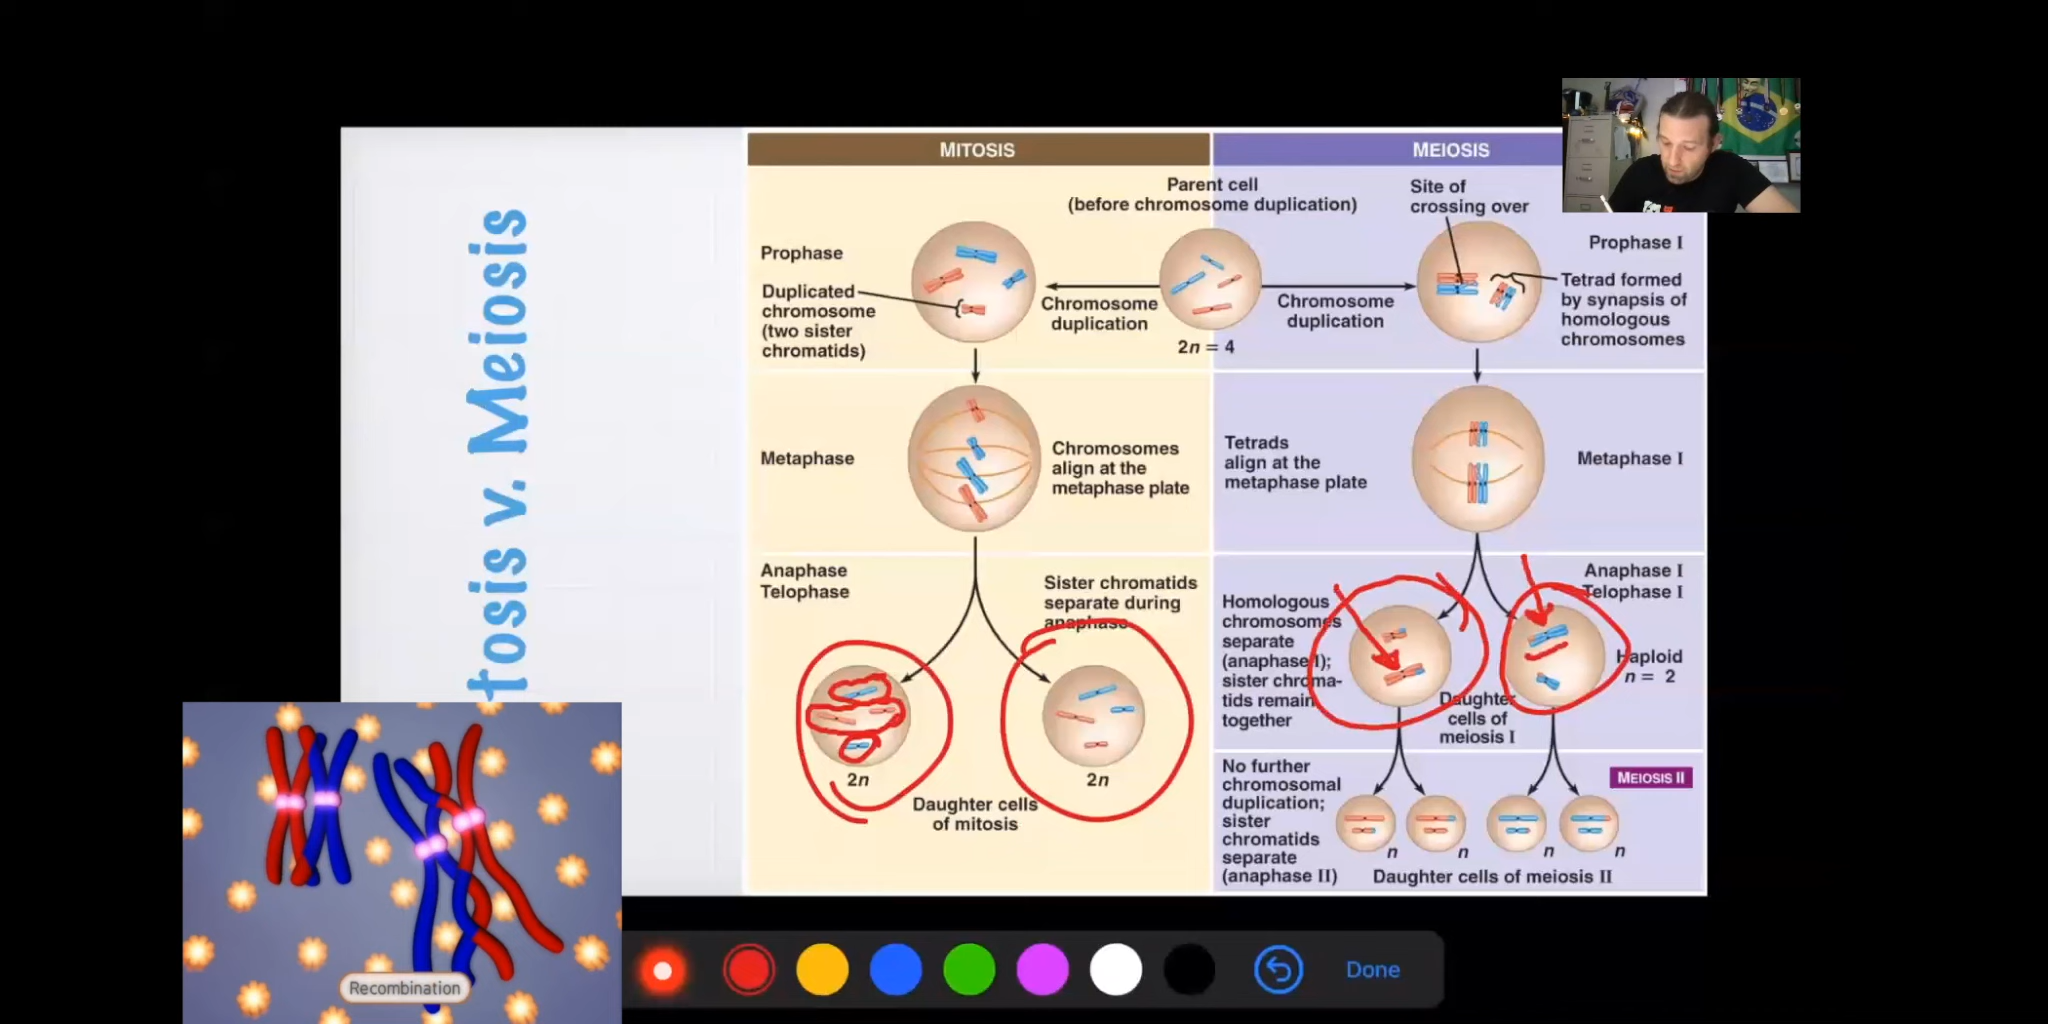 tosis v. Meiosis
MITOSIS
MEIOSIS
Parent cell
(before chromosome duplication)
Site of
crossing over
Prophase
Prophase I
Duplicated
chromosome
(two sister
chromatids)
Chromosome
duplication
Chromosome
duplication
2n = 4
Tetrad formed
by synapsis of
homologous
chromosomes
Metaphase
Chromosomes
align at the
metaphase plate
Tetrads
align at the
metaphase plate
Metaphase I
Anaphase
Telophase
Sister chromatids
separate during
anaphase
2n
2n
Daughter cells
of mitosis
Homologous
chromosomes
separate
(anaphase I);
sister chroma-
tids remain
together
Anaphase I
Telophase I
Haploid
n = 2
Daughter
cells of
meiosis I
No further
chromosomal
duplication;
sister
chromatids
separate
(anaphase II)
MEIOSIS II
n
n
n
n
Daughter cells of meiosis II
Recombination
Done